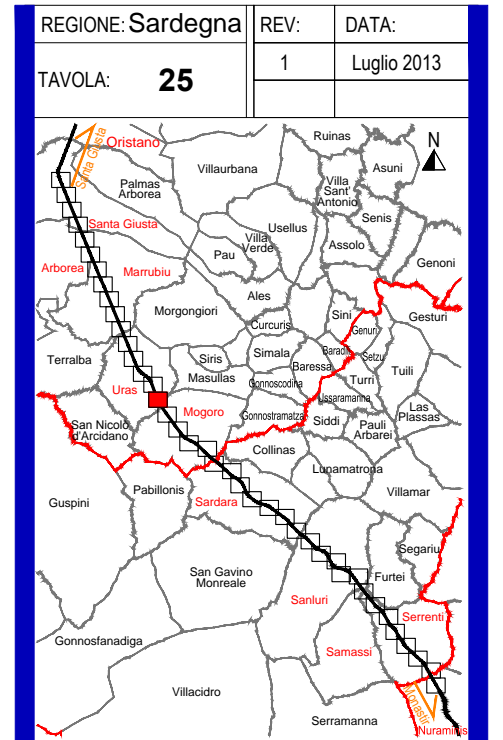 REGIONE: Sardegna
REV:
DATA:
TAVOLA: 25
1
Luglio 2013
Oristano
Santa Giusta
Ruinas
N
Villaurbana
Asuni
Palmas
Arborea
Villa
Sant'
Antonio
Senis
Santa Giusta
Usellus
Villa
Verde
Assolo
Pau
Genoni
Arborea
Marrubiu
Ales
Morgongiori
Sini
Gesturi
Curcuris
Genuri
Terralba
Siris
Simala
Baradili
Setzu
Masullas
Baressa
Tuili
Uras
Gonnoscodina
Turri
Mogoro
Ussaramanna
Gonnostramatza
Las
Plassas
San Nicolò
d'Arcidano
Siddi
Pauli
Arbarei
Collinas
Lunamatrona
Pabillonis
Villamar
Guspini
Sardara
Segariu
San Gavino
Monreale
Furtei
Sanluri
Serrenti
Gonnosfanadiga
Samassi
Villacidro
Monastir
Serramanna
Nuraminis